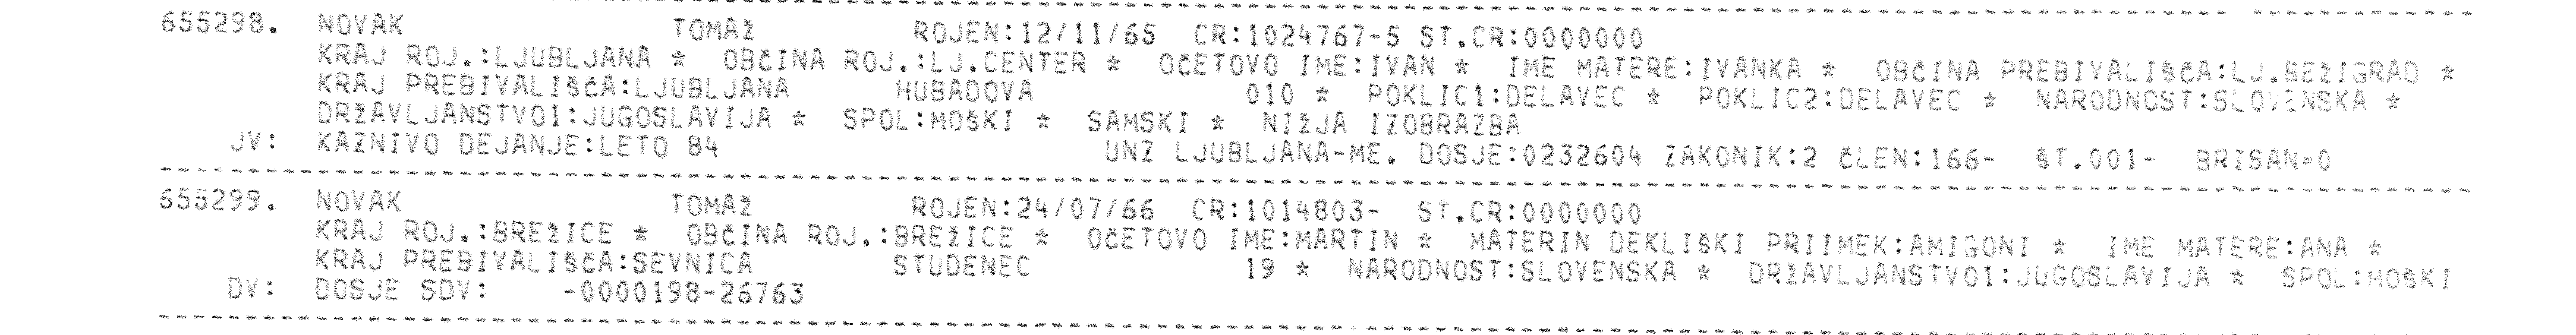 655298. NOVAK TOMAŽ ROJEN:12/11/65 CR:1024767-5 ST.CR:0000000
KRAJ ROJ.:LJUBLJANA * OBČINA ROJ.:LJ.CENTER * OČETOVO IME:IVAN * IME MATERE:IVANKA * OBČINA PREBIVALIŠČA:LJ.BEŽIGRAD *
KRAJ PREBIVALIŠČA:LJUBLJANA HUBADOVA 010 * POKLIC1:DELAVEC * POKLIC2:DELAVEC * NARODNOST:SLOVENSKA *
DRŽAVLJANSTVO1:JUGOSLAVIJA * SPOL:MOŠKI * SAMSKI * NIŽJA IZOBRAZBA
JV: KAZNIVO DEJANJE:LETO 84 UNZ LJUBLJANA-ME. DOSJE:0232604 ZAKONIK:2 ČLEN:166- ŠT.001- BRISAN=0
655299. NOVAK TOMAŽ ROJEN:24/07/66 CR:1014803- ST.CR:0000000
KRAJ ROJ.:BREŽICE * OBČINA ROJ.:BREŽICE * OČETOVO IME:MARTIN * MATERIN DEKLIŠKI PRIIMEK:AMIGONI * IME MATERE:ANA *
KRAJ PREBIVALIŠČA:SEVNICA STUDENEC 19 * NARODNOST:SLOVENSKA * DRŽAVLJANSTVO1:JUGOSLAVIJA * SPOL:MOŠKI
DV: DOSJE SDV: -0000198-26763